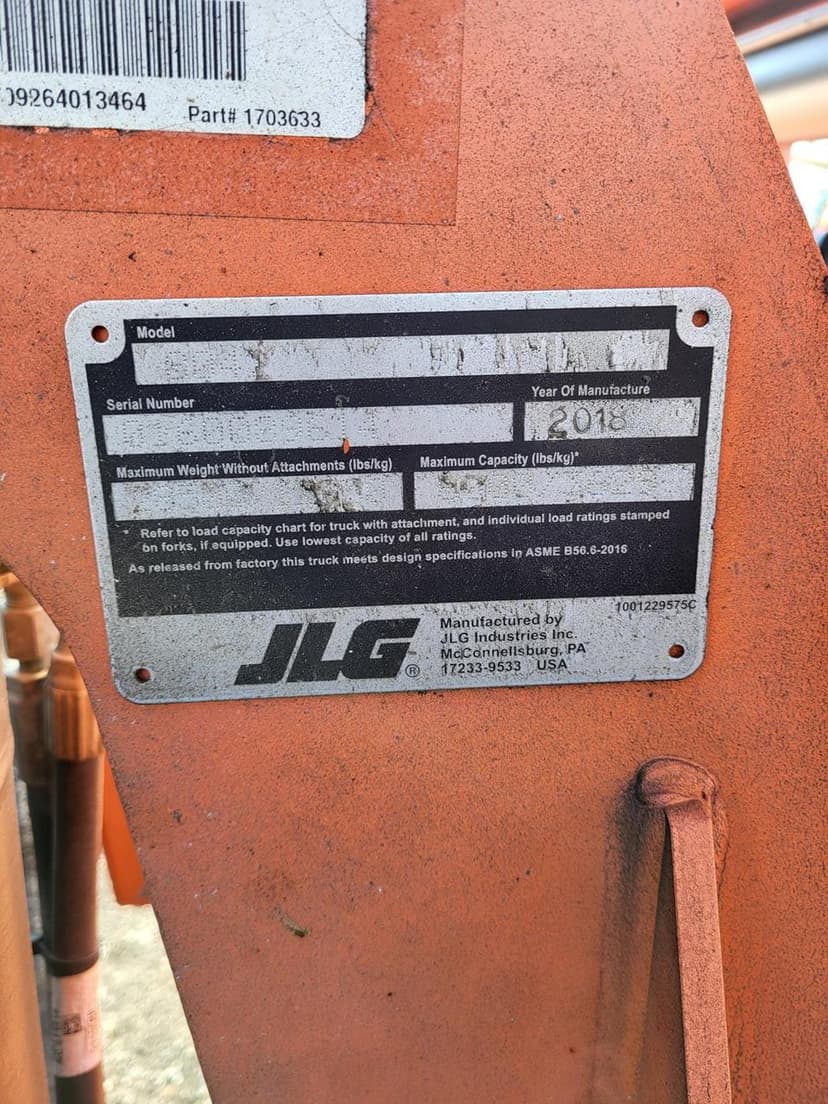 09264013464
Part# 1703633
Model
Serial Number
Year Of Manufacture
2018
Maximum Weight Without Attachments (lbs/kg)
Maximum Capacity (lbs/kg)*
* Refer to load capacity chart for truck with attachment, and individual load ratings stamped
on forks, if equipped. Use lowest capacity of all ratings.
As released from factory this truck meets design specifications in ASME B56.6-2016
1001229575C
JLG®
Manufactured by
JLG Industries Inc.
McConnellsburg, PA
17233-9533 USA